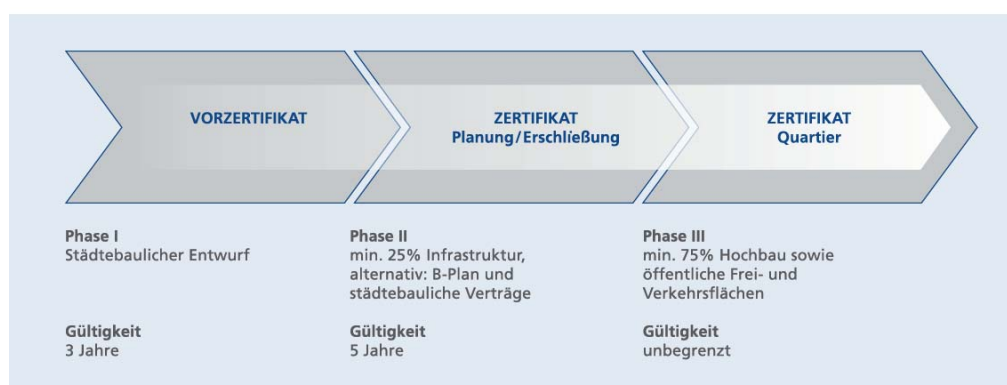 VORZERTIFIKAT
ZERTIFIKAT
Planung/Erschließung
ZERTIFIKAT
Quartier
Phase I
Städtebaulicher Entwurf
Gültigkeit
3 Jahre
Phase II
min. 25% Infrastruktur,
alternativ: B-Plan und
städtebauliche Verträge
Gültigkeit
5 Jahre
Phase III
min. 75% Hochbau sowie
öffentliche Frei- und
Verkehrsflächen
Gültigkeit
unbegrenzt